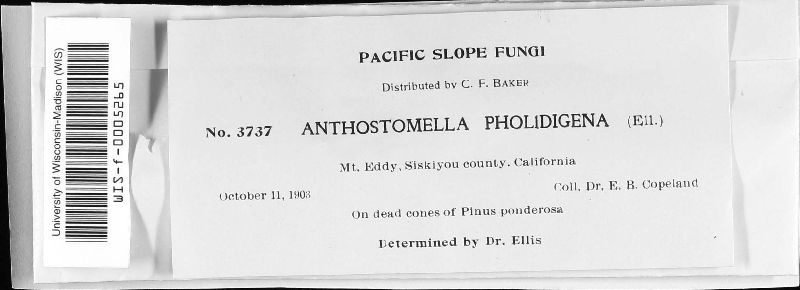 University of Wisconsin-Madison (WIS)
WIS-f-0005265
PACIFIC SLOPE FUNGI
Distributed by C. F. BAKER
No. 3737 ANTHOSTOMELLA PHOLIDIGENA (Ell.)
Mt. Eddy, Siskiyou county. California
October 11, 1903 Coll. Dr. E. B. Copeland
On dead cones of Pinus ponderosa
Determined by Dr. Ellis